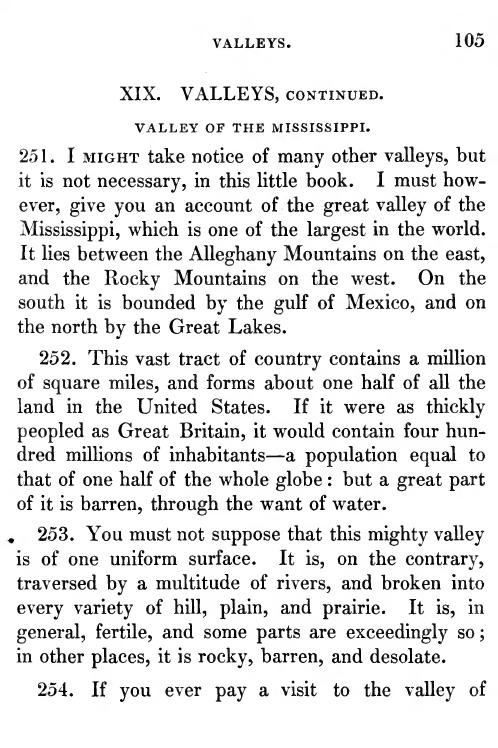 VALLEYS. 105
XIX. VALLEYS, CONTINUED.
VALLEY OF THE MISSISSIPPI.
251. I MIGHT take notice of many other valleys, but
it is not necessary, in this little book. I must how-
ever, give you an account of the great valley of the
Mississippi, which is one of the largest in the world.
It lies between the Alleghany Mountains on the east,
and the Rocky Mountains on the west. On the
south it is bounded by the gulf of Mexico, and on
the north by the Great Lakes.
252. This vast tract of country contains a million
of square miles, and forms about one half of all the
land in the United States. If it were as thickly
peopled as Great Britain, it would contain four hun-
dred millions of inhabitants—a population equal to
that of one half of the whole globe: but a great part
of it is barren, through the want of water.
253. You must not suppose that this mighty valley
is of one uniform surface. It is, on the contrary,
traversed by a multitude of rivers, and broken into
every variety of hill, plain, and prairie. It is, in
general, fertile, and some parts are exceedingly so;
in other places, it is rocky, barren, and desolate.
254. If you ever pay a visit to the valley of